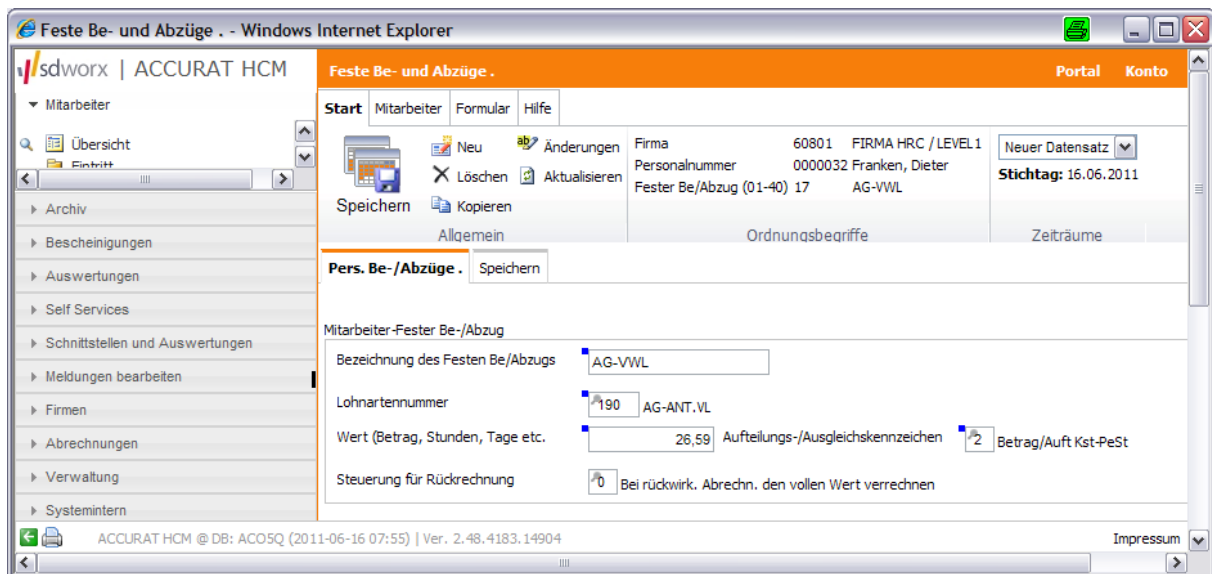 Feste Be- und Abzüge . - Windows Internet Explorer
sdworx | ACCURAT HCM
Feste Be- und Abzüge .
Portal
Konto
Mitarbeiter
Übersicht
Eintritt
Archiv
Bescheinigungen
Auswertungen
Self Services
Schnittstellen und Auswertungen
Meldungen bearbeiten
Firmen
Abrechnungen
Verwaltung
Systemintern
Start
Mitarbeiter
Formular
Hilfe
Speichern
Neu
Löschen
Kopieren
Änderungen
Aktualisieren
Allgemein
Firma 60801 FIRMA HRC / LEVEL1
Personalnummer 0000032 Franken, Dieter
Fester Be/Abzug (01-40) 17 AG-VWL
Ordnungsbegriffe
Neuer Datensatz
Stichtag: 16.06.2011
Zeiträume
Pers. Be-/Abzüge .
Speichern
Mitarbeiter-Fester Be-/Abzug
Bezeichnung des Festen Be/Abzugs AG-VWL
Lohnartennummer 190 AG-ANT.VL
Wert (Betrag, Stunden, Tage etc. 26,59 Aufteilungs-/Ausgleichskennzeichen 2 Betrag/Auft Kst-PeSt
Steuerung für Rückrechnung 0 Bei rückwirk. Abrechn. den vollen Wert verrechnen
ACCURAT HCM @ DB: ACO5Q (2011-06-16 07:55) | Ver. 2.48.4183.14904
Impressum